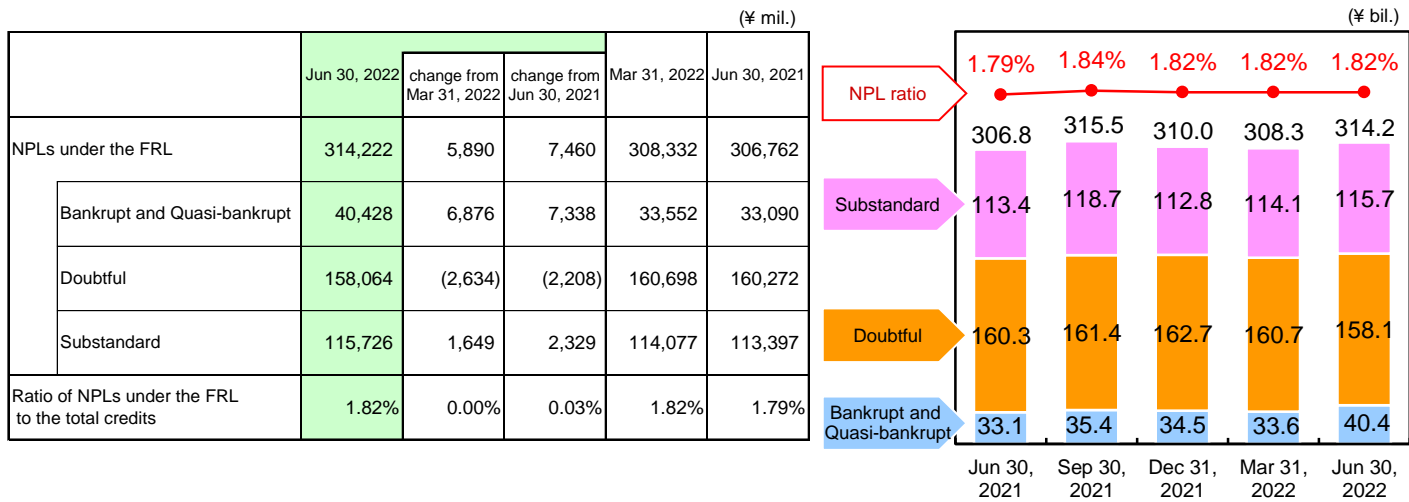 (¥ mil.)
Jun 30, 2022 change from Mar 31, 2022 change from Jun 30, 2021 Mar 31, 2022 Jun 30, 2021
NPLs under the FRL 314,222 5,890 7,460 308,332 306,762
Bankrupt and Quasi-bankrupt 40,428 6,876 7,338 33,552 33,090
Doubtful 158,064 (2,634) (2,208) 160,698 160,272
Substandard 115,726 1,649 2,329 114,077 113,397
Ratio of NPLs under the FRL
to the total credits 1.82% 0.00% 0.03% 1.82% 1.79%
(¥ bil.)
NPL ratio 1.79% 1.84% 1.82% 1.82% 1.82%
306.8 315.5 310.0 308.3 314.2
Substandard 113.4 118.7 112.8 114.1 115.7
Doubtful 160.3 161.4 162.7 160.7 158.1
Bankrupt and
Quasi-bankrupt 33.1 35.4 34.5 33.6 40.4
Jun 30, Sep 30, Dec 31, Mar 31, Jun 30,
2021 2021 2021 2022 2022